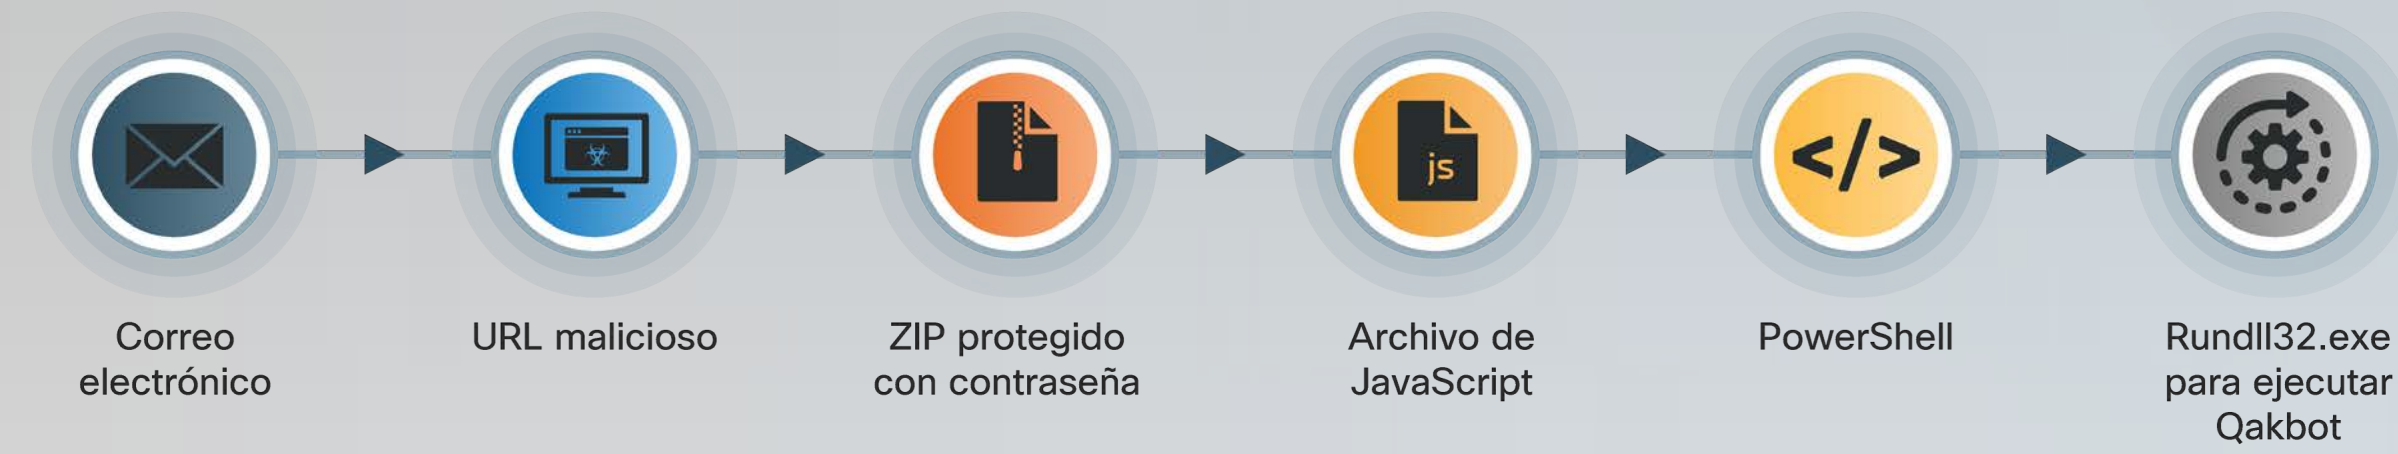 js
</>
Correo
electrónico
URL malicioso
ZIP protegido
con contraseña
Archivo de
JavaScript
PowerShell
Rundll32.exe
para ejecutar
Qakbot